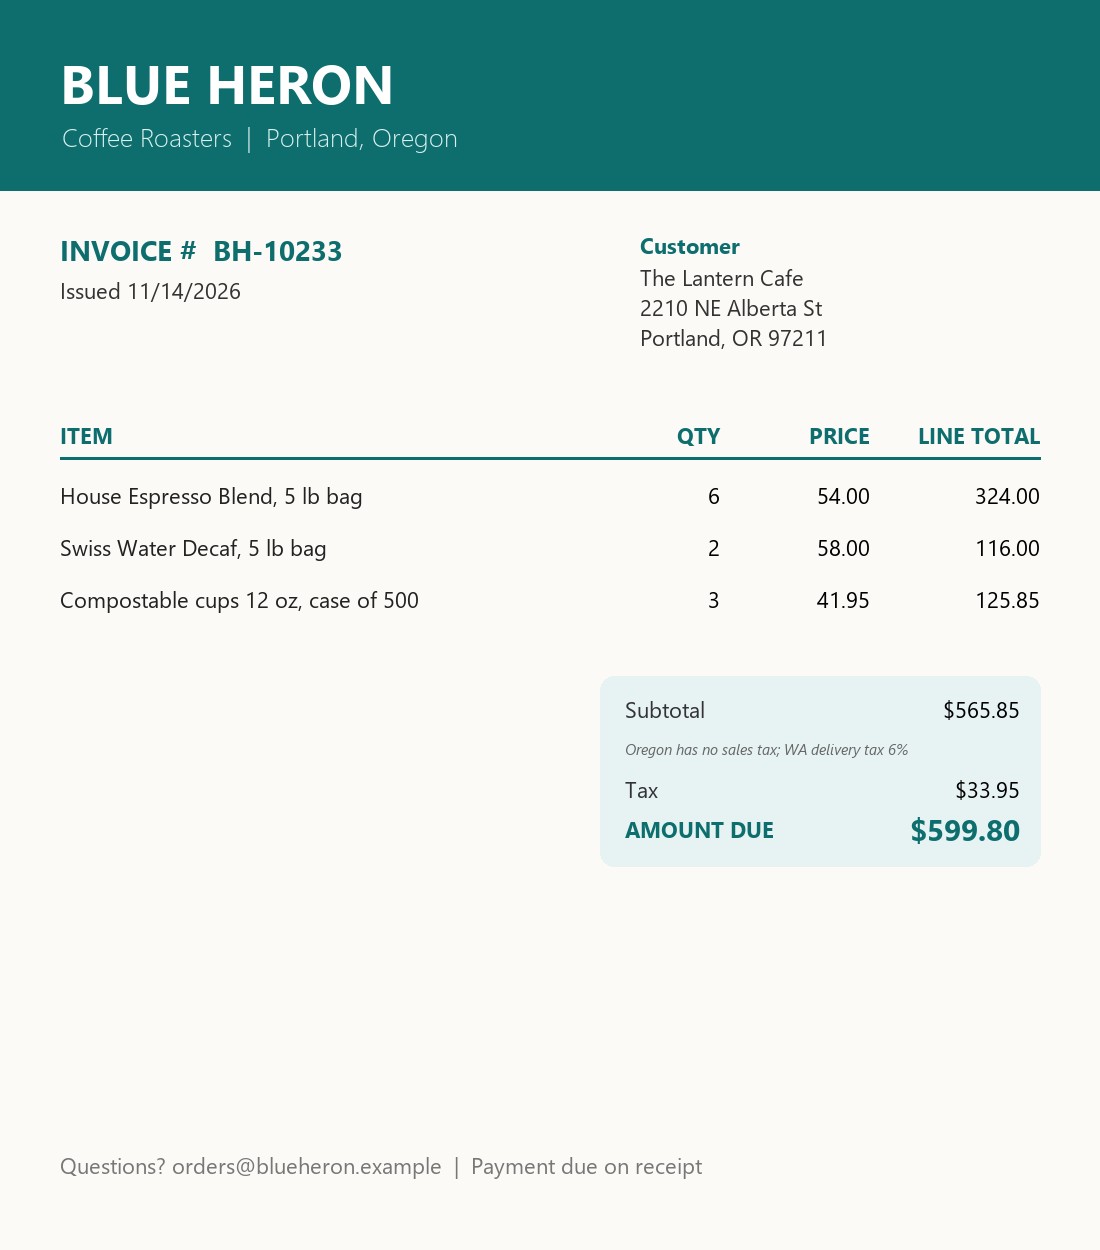 BLUE HERON
Coffee Roasters | Portland, Oregon
INVOICE # BH-10233
Issued 11/14/2026
Customer
The Lantern Cafe
2210 NE Alberta St
Portland, OR 97211
ITEM QTY PRICE LINE TOTAL
House Espresso Blend, 5 lb bag 6 54.00 324.00
Swiss Water Decaf, 5 lb bag 2 58.00 116.00
Compostable cups 12 oz, case of 500 3 41.95 125.85
Subtotal $565.85
Oregon has no sales tax; WA delivery tax 6%
Tax $33.95
AMOUNT DUE $599.80
Questions? orders@blueheron.example | Payment due on receipt